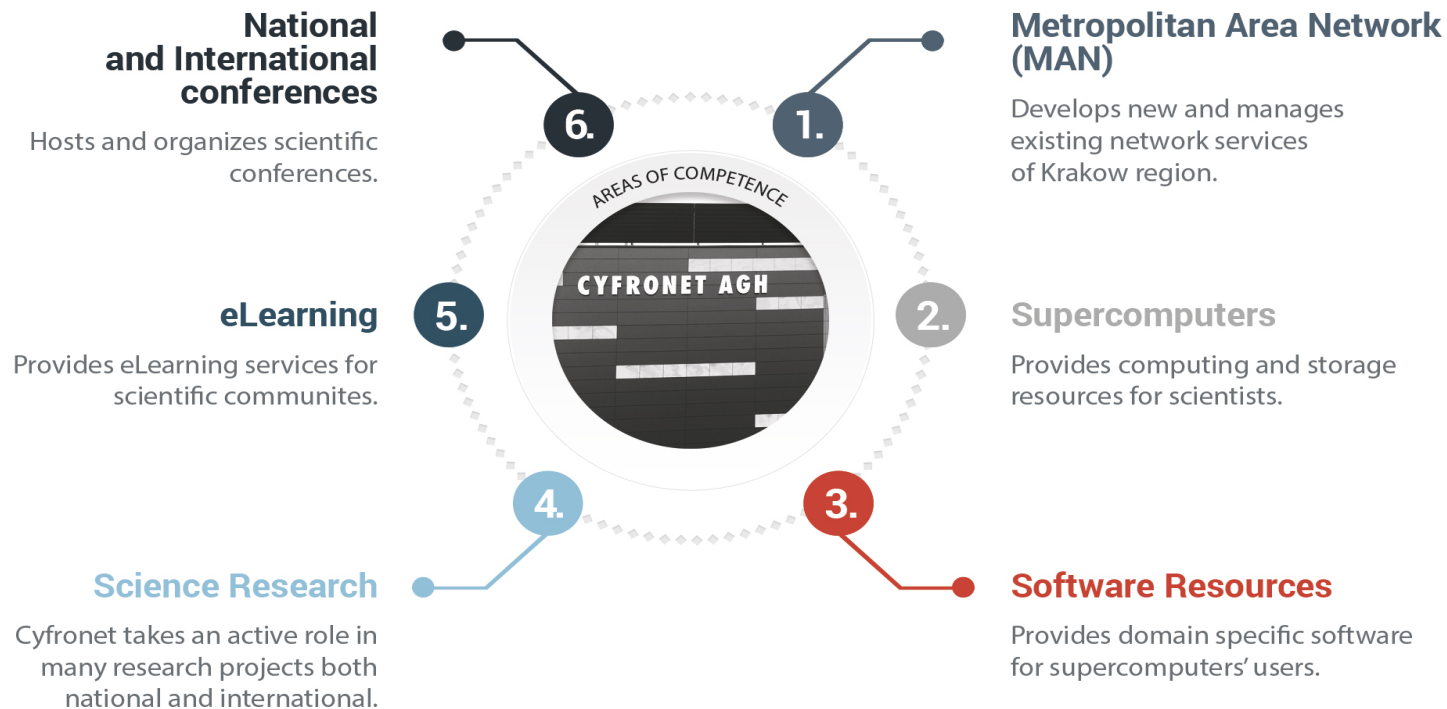 AREAS OF COMPETENCE
CYFRONET AGH
1.
Metropolitan Area Network
(MAN)
Develops new and manages
existing network services
of Krakow region.
2.
Supercomputers
Provides computing and storage
resources for scientists.
3.
Software Resources
Provides domain specific software
for supercomputers’ users.
4.
Science Research
Cyfronet takes an active role in
many research projects both
national and international.
5.
eLearning
Provides eLearning services for
scientific communites.
6.
National
and International
conferences
Hosts and organizes scientific
conferences.